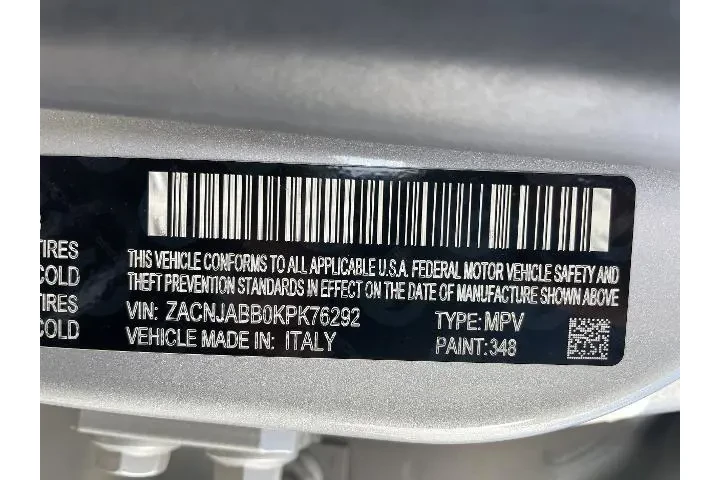 TIRES
COLD
THIS VEHICLE CONFORMS TO ALL APPLICABLE U.S.A. FEDERAL MOTOR VEHICLE SAFETY AND
THEFT PREVENTION STANDARDS IN EFFECT ON THE DATE OF MANUFACTURE SHOWN ABOVE
TIRES
COLD
VIN: ZACNJABB0KPK76292 TYPE: MPV
VEHICLE MADE IN: ITALY PAINT:348